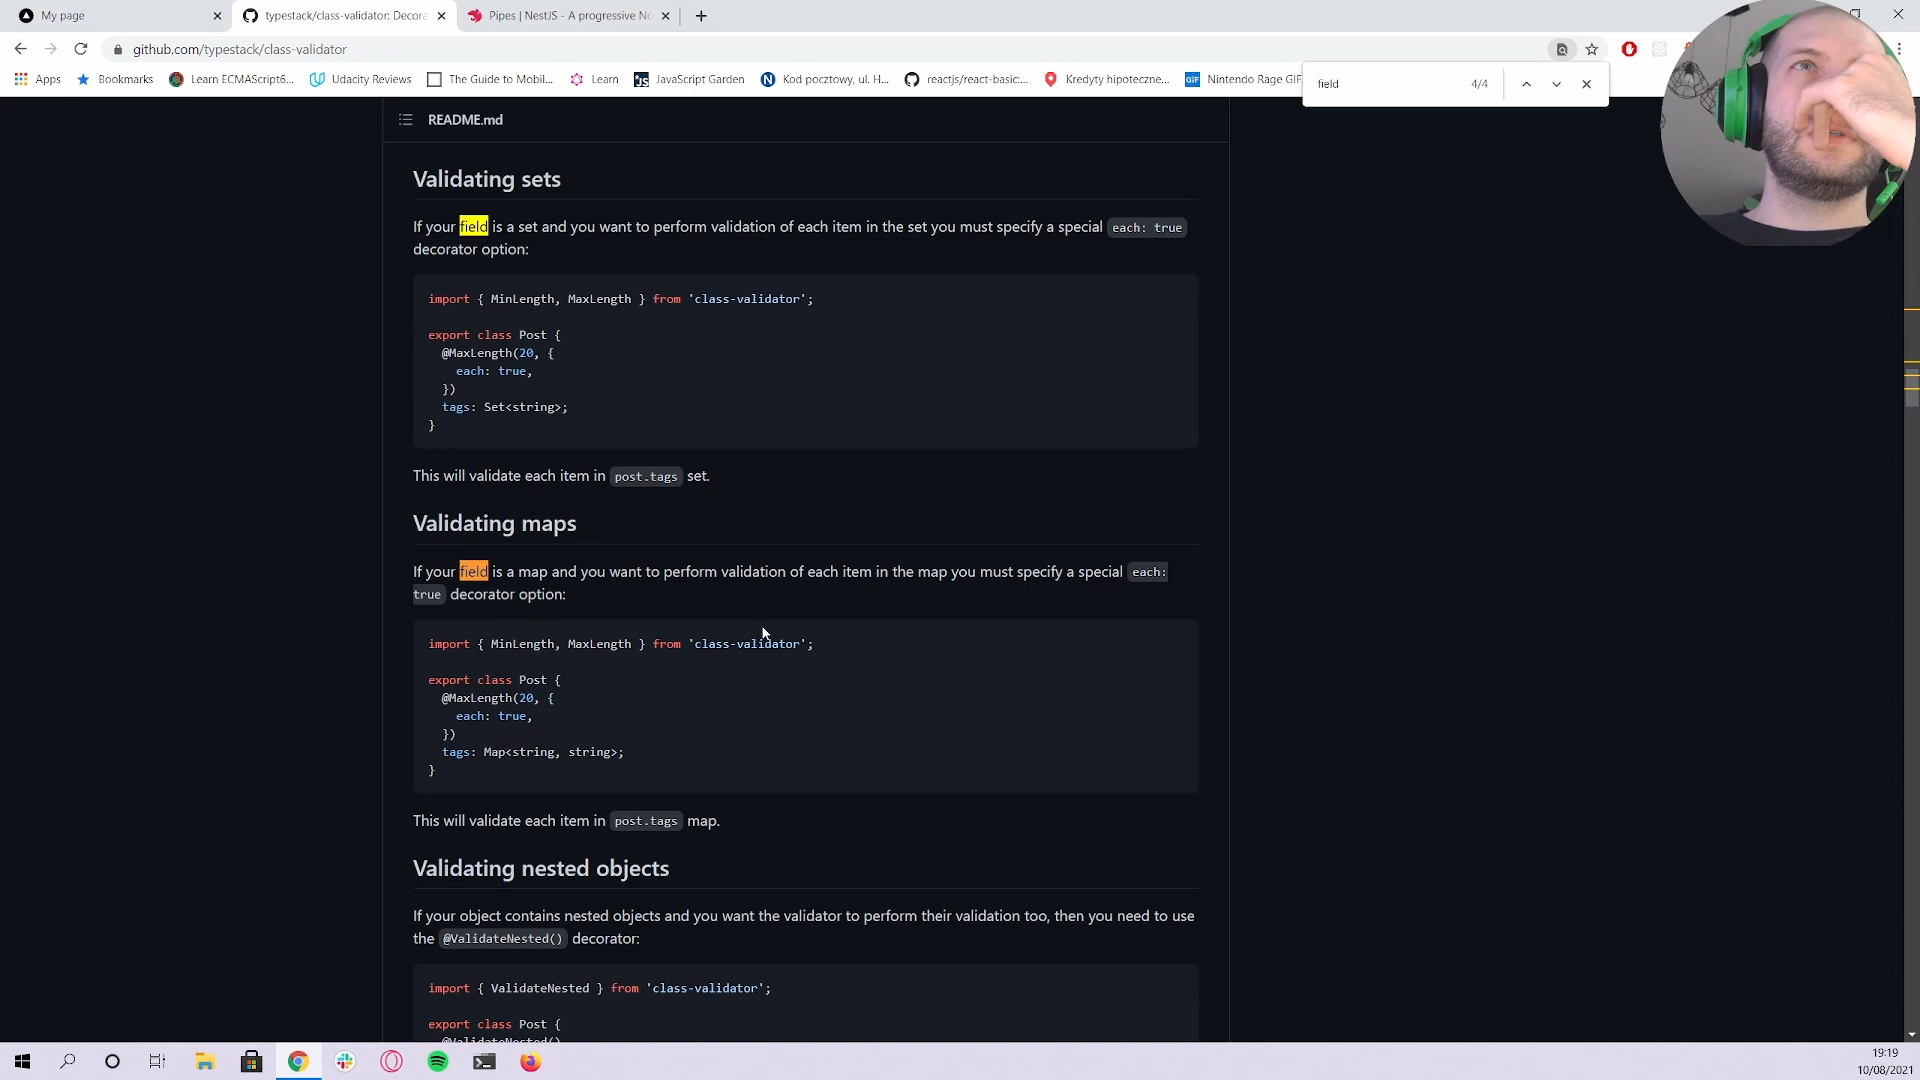 My page
typestack/class-validator: Decora
Pipes | NestJS - A progressive No
github.com/typestack/class-validator
Apps
Bookmarks
Learn ECMAScript6...
Udacity Reviews
The Guide to Mobil...
Learn
JavaScript Garden
Kod pocztowy, ul. H...
reactjs/react-basic:...
Kredyty hipoteczne...
Nintendo Rage GIF
field
4/4
README.md
Validating sets
If your field is a set and you want to perform validation of each item in the set you must specify a special each: true
decorator option:
import { MinLength, MaxLength } from 'class-validator';
export class Post {
@MaxLength(20, {
each: true,
})
tags: Set<string>;
}
This will validate each item in post.tags set.
Validating maps
If your field is a map and you want to perform validation of each item in the map you must specify a special each:
true decorator option:
import { MinLength, MaxLength } from 'class-validator';
export class Post {
@MaxLength(20, {
each: true,
})
tags: Map<string, string>;
}
This will validate each item in post.tags map.
Validating nested objects
If your object contains nested objects and you want the validator to perform their validation too, then you need to use
the @ValidateNested() decorator:
import { ValidateNested } from 'class-validator';
export class Post {
@ValidateNested()
19:19
10/08/2021